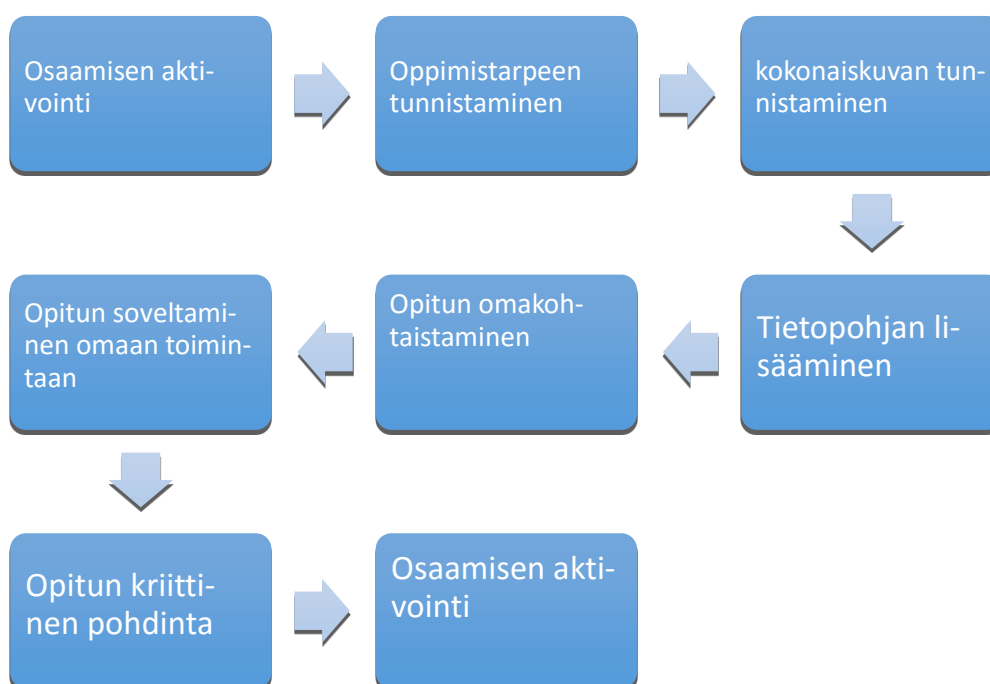 Osaamisen akti-
vointi
Oppimistarpeen
tunnistaminen
kokonaiskuvan tun-
nistaminen
Tietopohjan li-
sääminen
Opitun omakoh-
taistaminen
Opitun soveltami-
nen omaan toimin-
taan
Opitun kriitti-
nen pohdinta
Osaamisen akti-
vointi